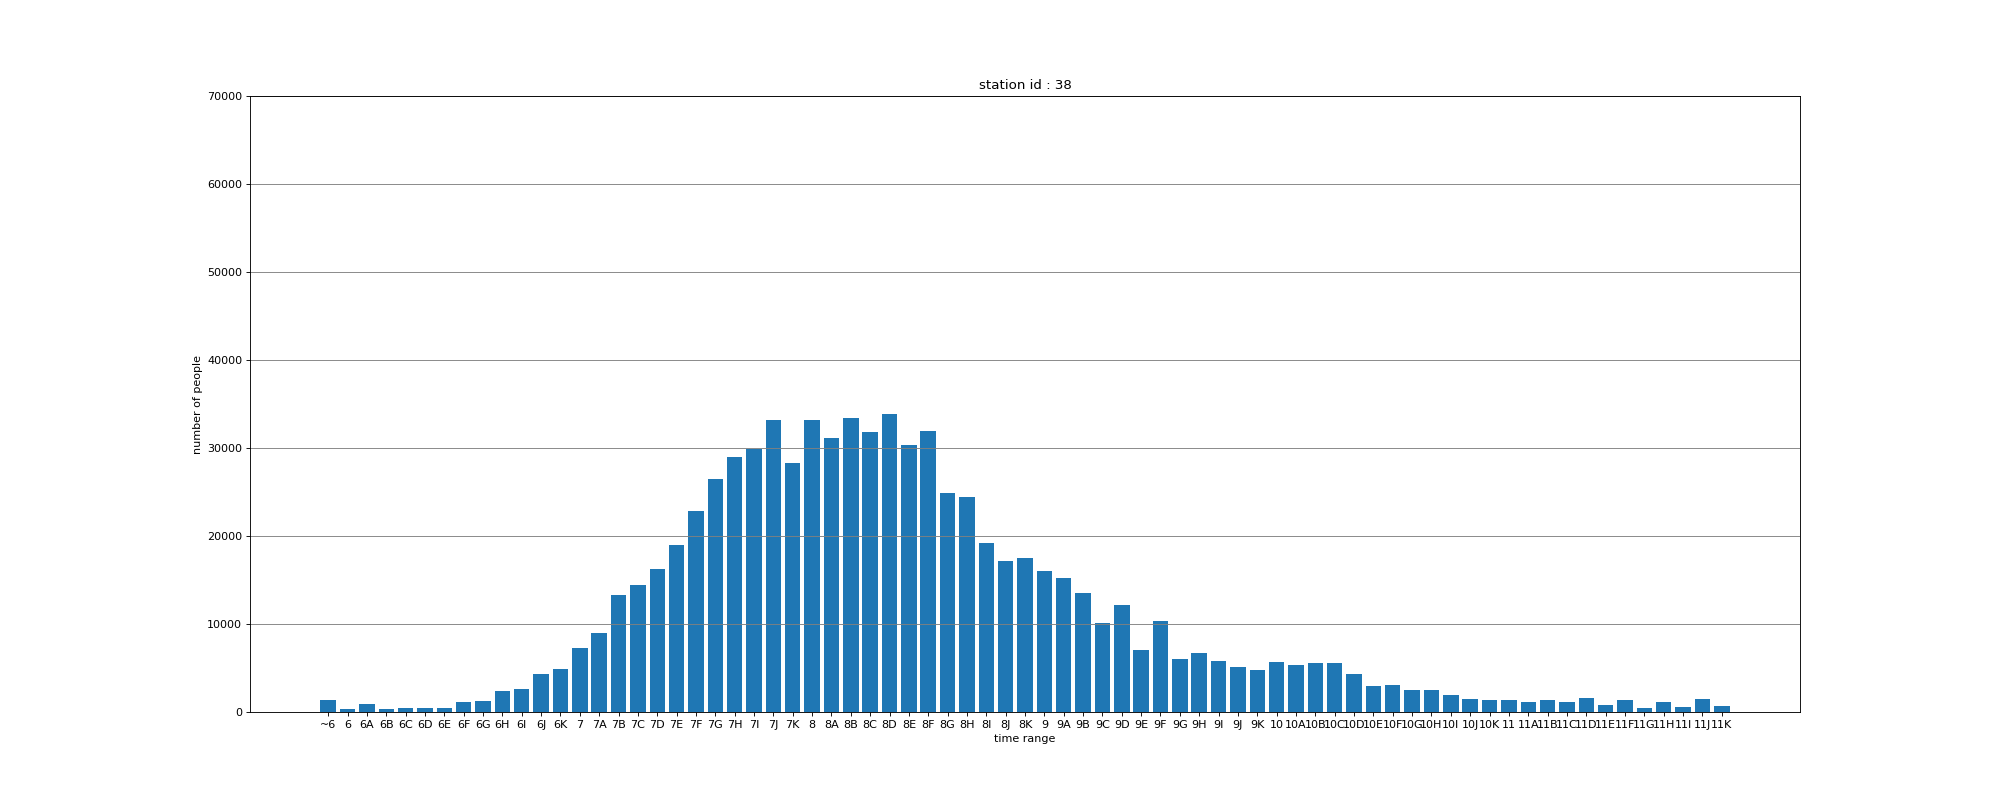 station id : 38
70000
60000
50000
40000
30000
20000
10000
0
number of people
~6 6 6A 6B 6C 6D 6E 6F 6G 6H 6I 6J 6K 7 7A 7B 7C 7D 7E 7F 7G 7H 7I 7J 7K 8 8A 8B 8C 8D 8E 8F 8G 8H 8I 8J 8K 9 9A 9B 9C 9D 9E 9F 9G 9H 9I 9J 9K 10 10A 10B 10C 10D 10E 10F 10G 10H 10I 10J 10K 11 11A 11B 11C 11D 11E 11F 11G 11H 11I 11J 11K
time range